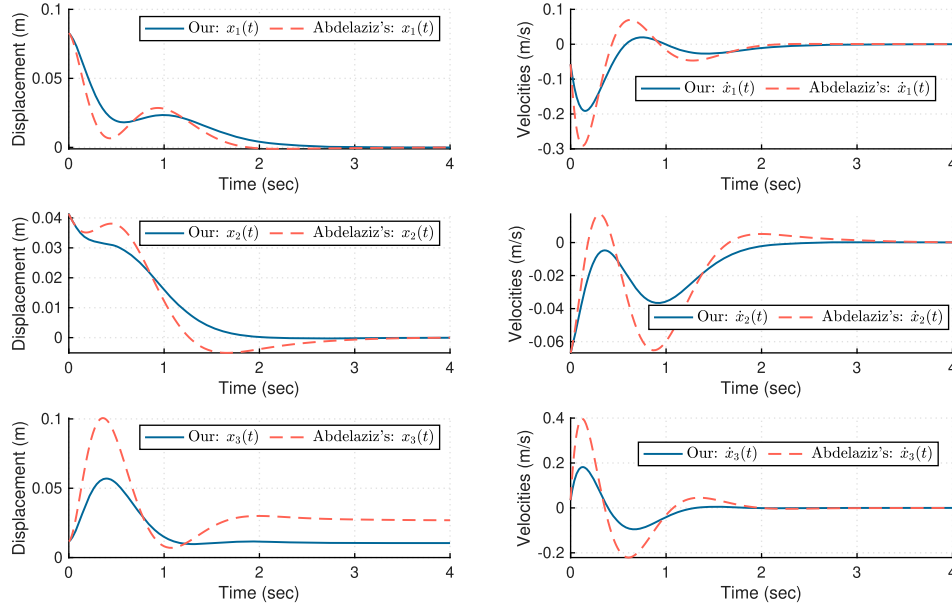 Displacement (m)
0.1
0.05
0
Our: x₁(t) Abdelaziz's: x₁(t)
0 1 2 3 4
Time (sec)
Velocities (m/s)
0.1
0
-0.1
-0.2
-0.3
Our: ẋ₁(t) Abdelaziz's: ẋ₁(t)
0 1 2 3 4
Time (sec)
Displacement (m)
0.04
0.03
0.02
0.01
0
Our: x₂(t) Abdelaziz's: x₂(t)
0 1 2 3 4
Time (sec)
Velocities (m/s)
0
-0.02
-0.04
-0.06
Our: ẋ₂(t) Abdelaziz's: ẋ₂(t)
0 1 2 3 4
Time (sec)
Displacement (m)
0.1
0.05
0
Our: x₃(t) Abdelaziz's: x₃(t)
0 1 2 3 4
Time (sec)
Velocities (m/s)
0.4
0.2
0
-0.2
Our: ẋ₃(t) Abdelaziz's: ẋ₃(t)
0 1 2 3 4
Time (sec)